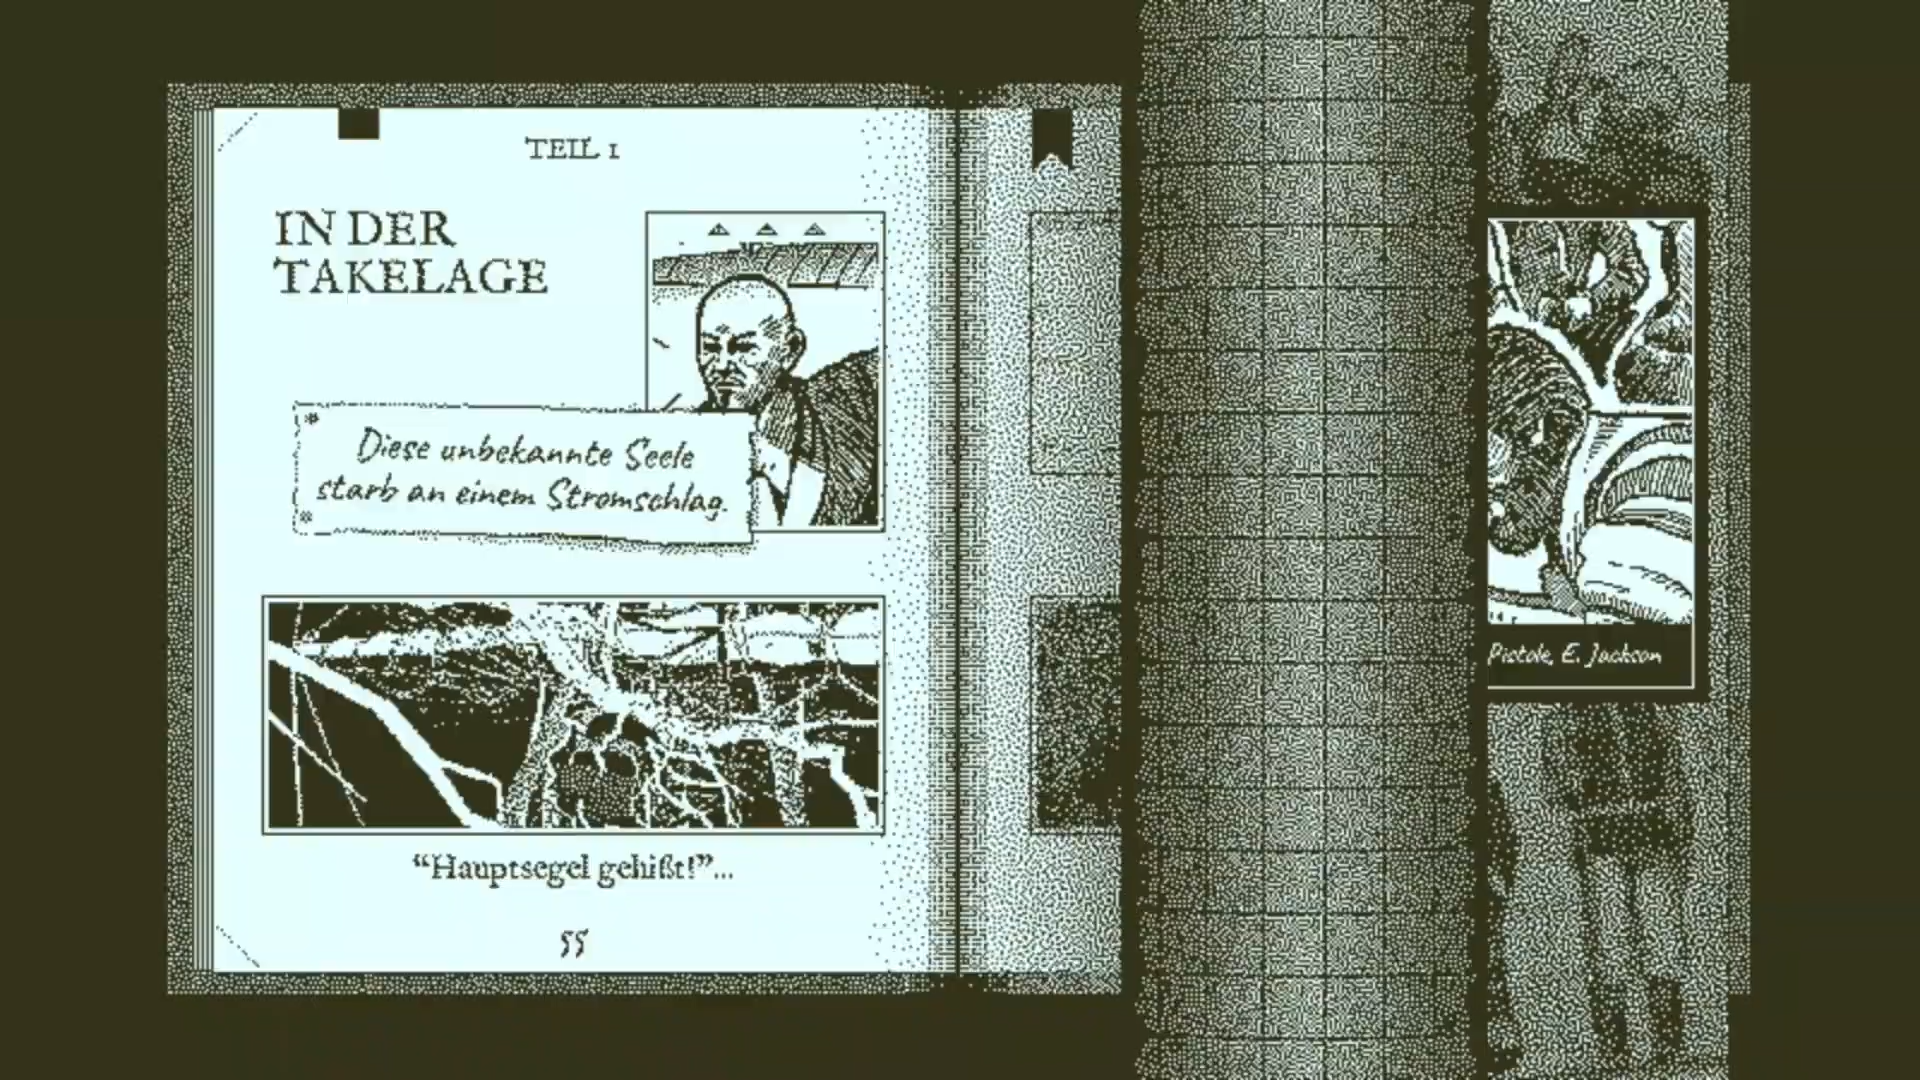 TEIL 1
IN DER
TAKELAGE
Diese unbekannte Seele
starb an einem Stromschlag.
“Hauptsegel gehißt!”...
55
Pistole, E. Jackson